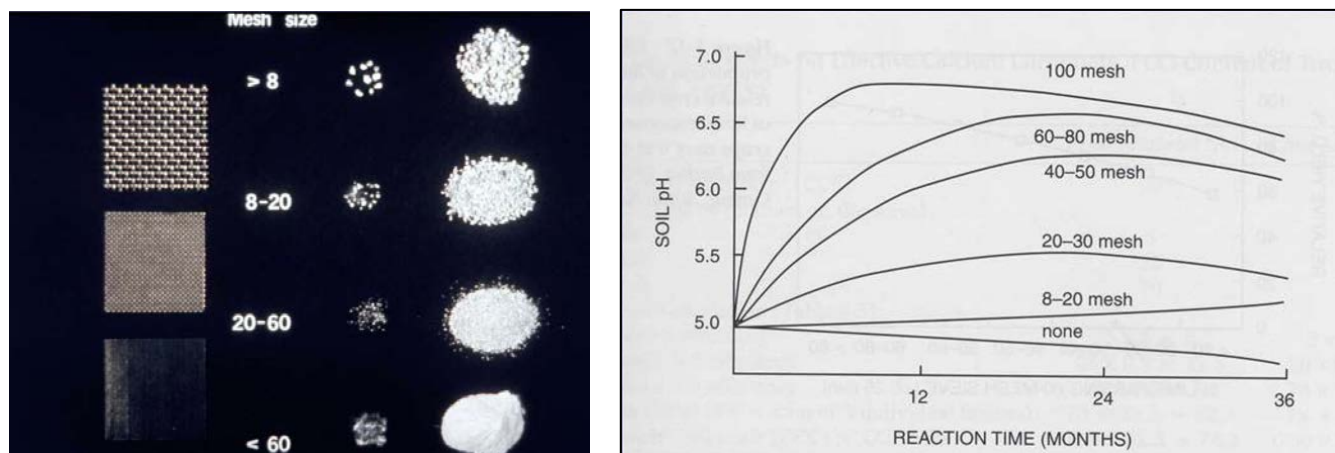 Mesh size
> 8
8-20
20-60
< 60
7.0
6.5
6.0
5.5
5.0
SOIL pH
100 mesh
60–80 mesh
40–50 mesh
20–30 mesh
8–20 mesh
none
12
24
36
REACTION TIME (MONTHS)